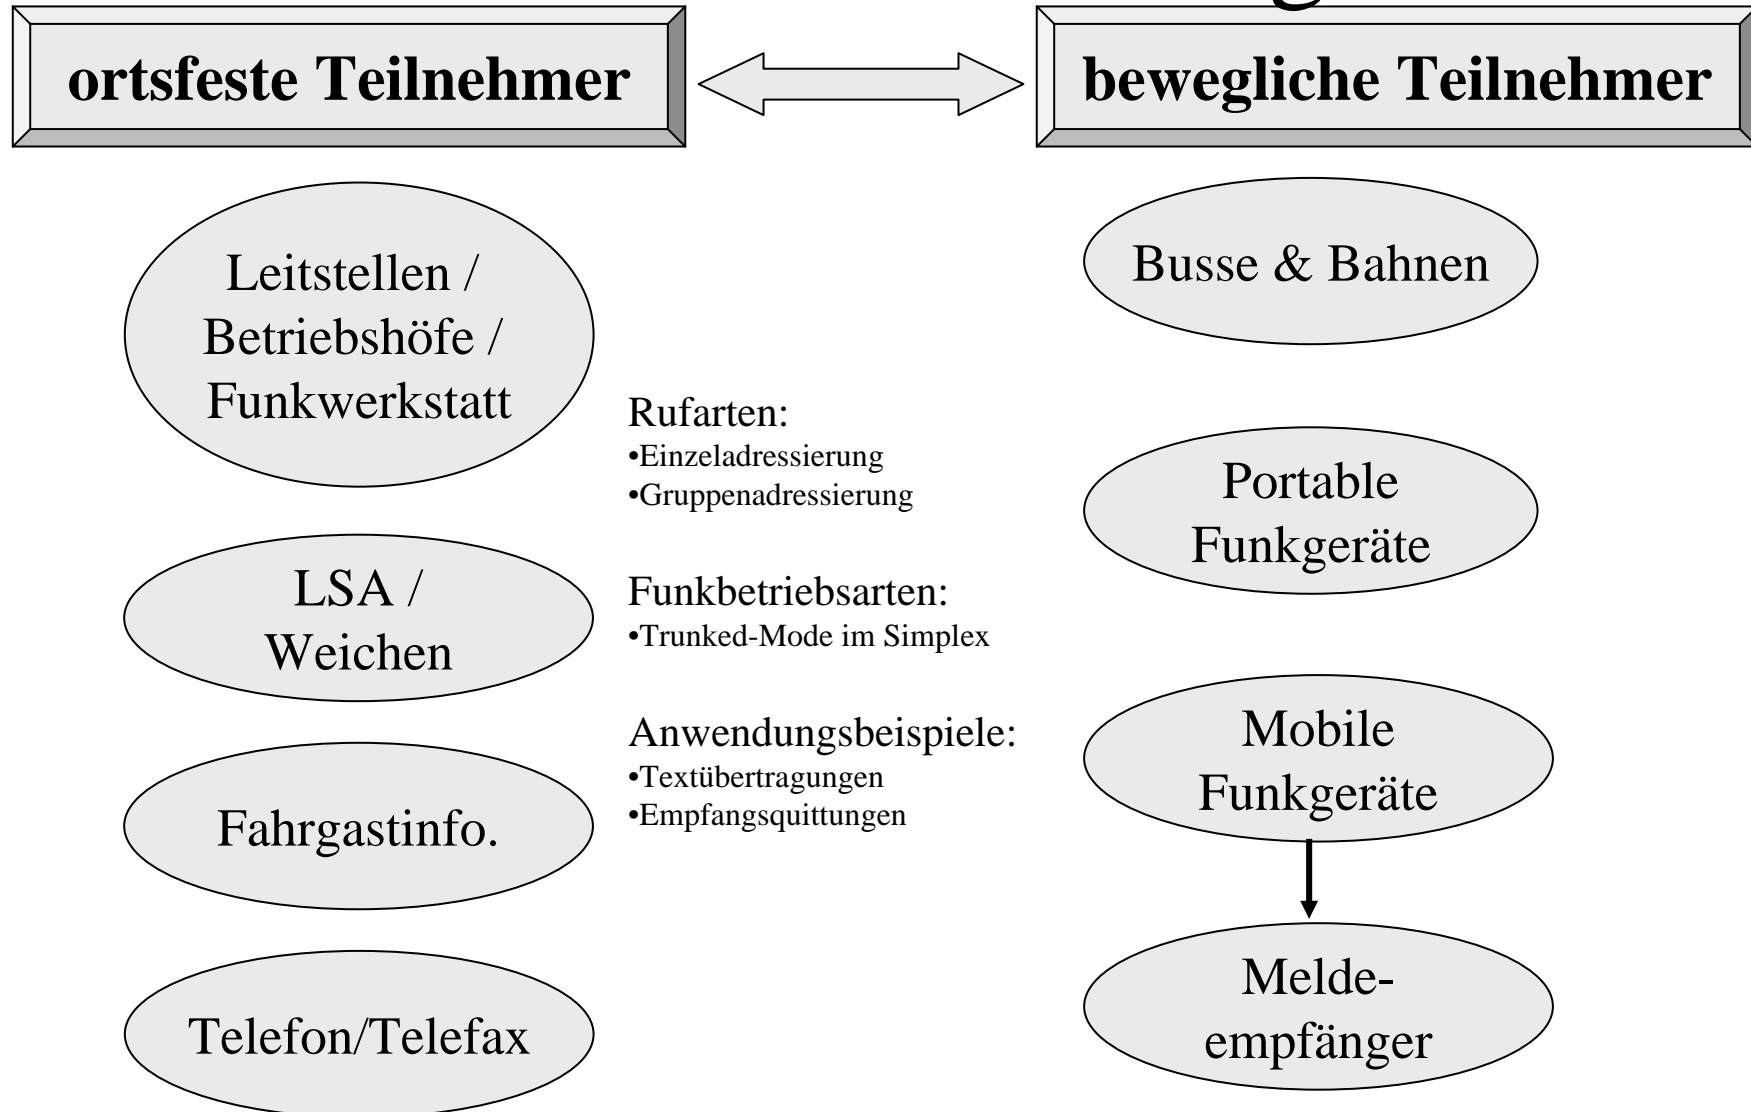 ortsfeste Teilnehmer
bewegliche Teilnehmer
Leitstellen /
Betriebshöfe /
Funkwerkstatt
LSA /
Weichen
Fahrgastinfo.
Telefon/Telefax
Rufarten:
•Einzeladressierung
•Gruppenadressierung
Funkbetriebsarten:
•Trunked-Mode im Simplex
Anwendungsbeispiele:
•Textübertragungen
•Empfangsquittungen
Busse & Bahnen
Portable
Funkgeräte
Mobile
Funkgeräte
Melde-
empfänger